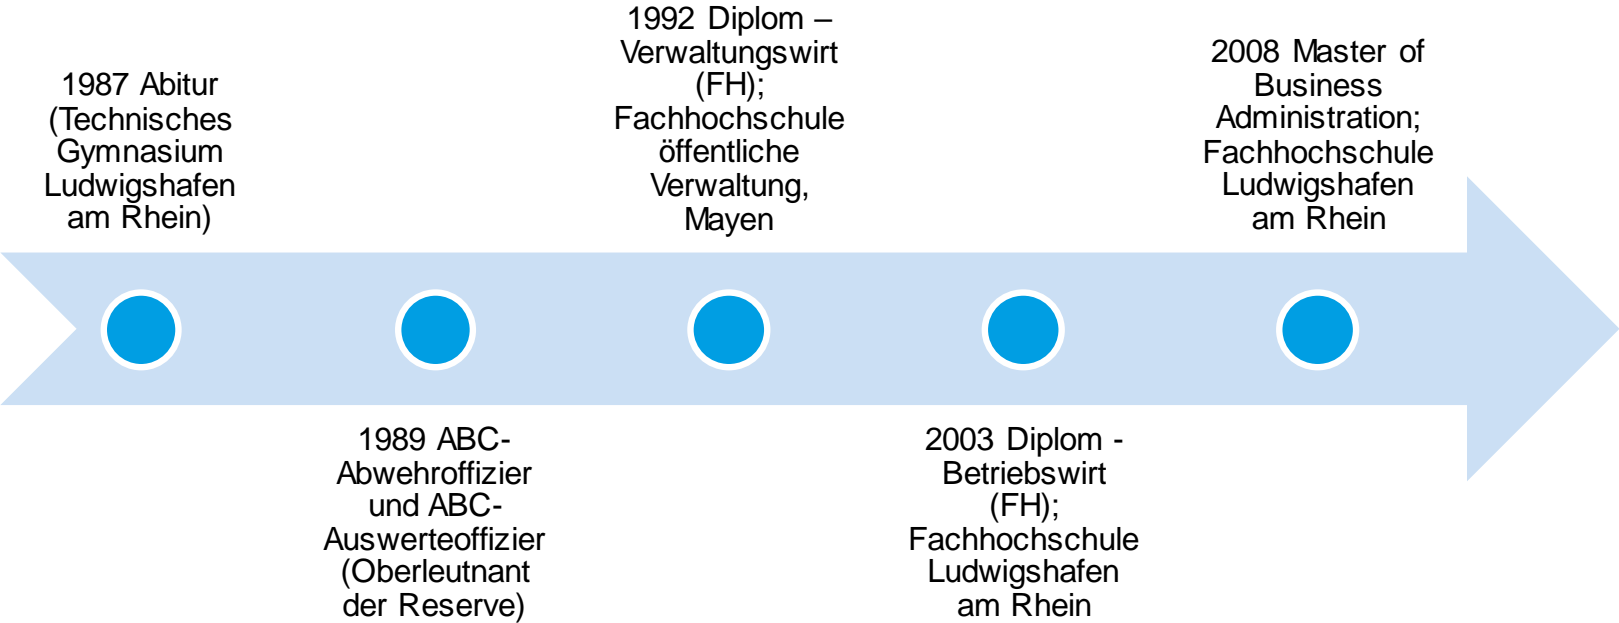 1987 Abitur
(Technisches
Gymnasium
Ludwigshafen
am Rhein)
1989 ABC-
Abwehroffizier
und ABC-
Auswerteoffizier
(Oberleutnant
der Reserve)
1992 Diplom –
Verwaltungswirt
(FH);
Fachhochschule
öffentliche
Verwaltung,
Mayen
2003 Diplom -
Betriebswirt
(FH);
Fachhochschule
Ludwigshafen
am Rhein
2008 Master of
Business
Administration;
Fachhochschule
Ludwigshafen
am Rhein